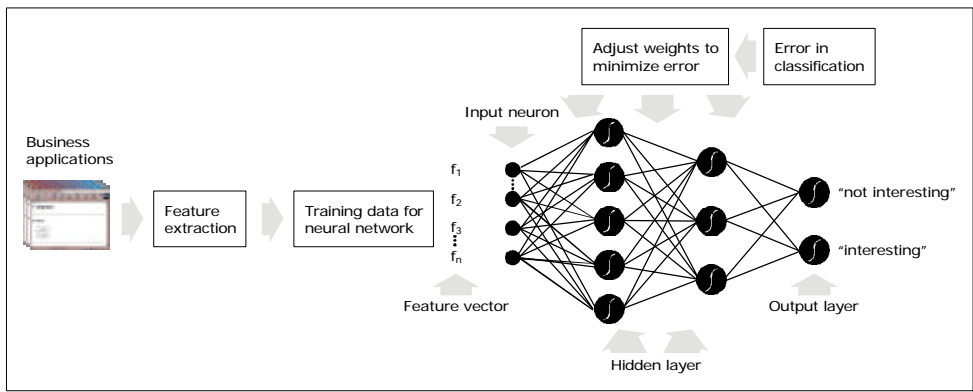 Adjust weights to
minimize error
Error in
classification
Input neuron
Business
applications
Feature
extraction
Training data for
neural network
f1
f2
f3
fn
"not interesting"
"interesting"
Feature vector
Output layer
Hidden layer